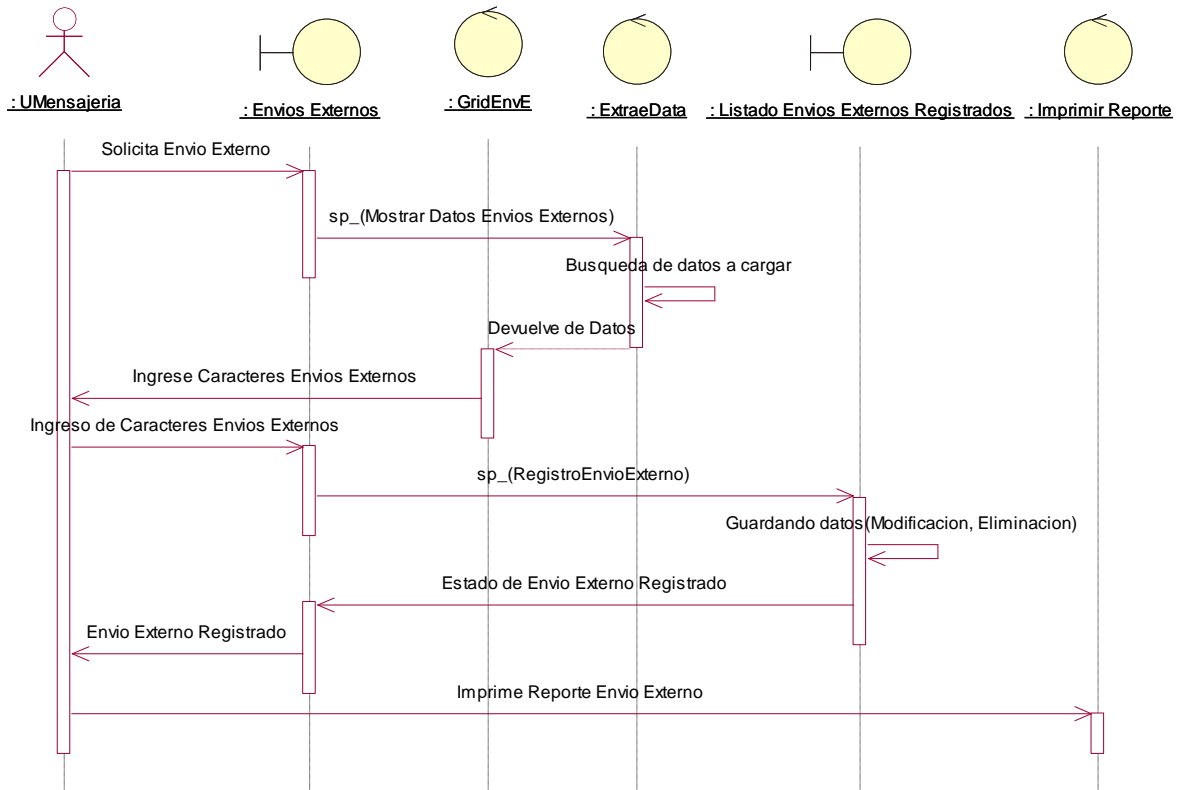 : UMensajeria
: Envios Externos
: GridEnvE
: ExtraeData
: Listado Envios Externos Registrados
: Imprimir Reporte
Solicita Envio Externo
sp_(Mostrar Datos Envios Externos)
Busqueda de datos a cargar
Devuelve de Datos
Ingrese Caracteres Envios Externos
Ingreso de Caracteres Envios Externos
sp_(RegistroEnvioExterno)
Guardando datos(Modificacion, Eliminacion)
Estado de Envio Externo Registrado
Envio Externo Registrado
Imprime Reporte Envio Externo